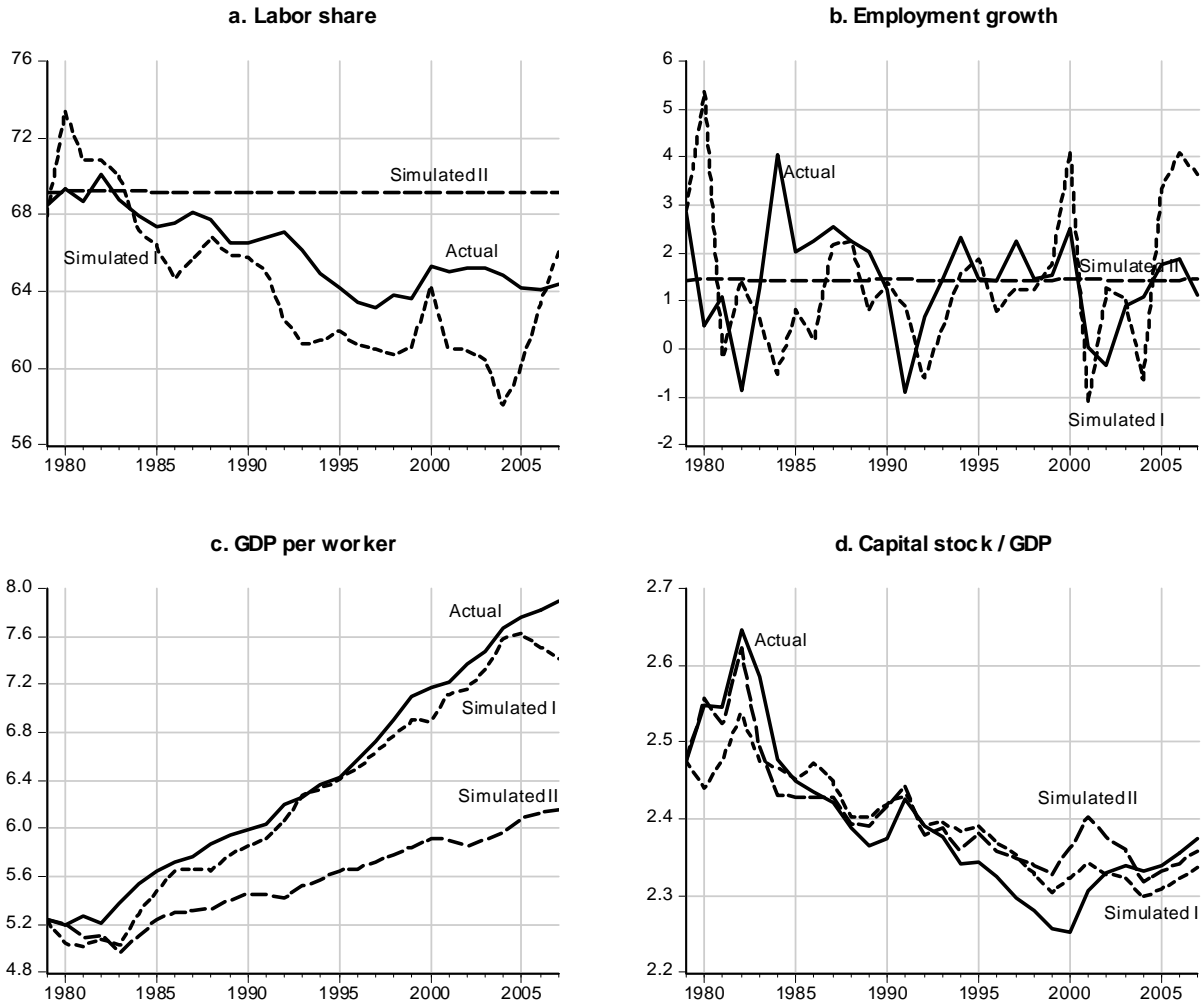 a. Labor share
76
72
68
64
60
56
Simulated II
Actual
Simulated I
1980 1985 1990 1995 2000 2005
b. Employment growth
6
5
4
3
2
1
0
-1
-2
Actual
Simulated II
Simulated I
1980 1985 1990 1995 2000 2005
c. GDP per worker
8.0
7.6
7.2
6.8
6.4
6.0
5.6
5.2
4.8
Actual
Simulated I
Simulated II
1980 1985 1990 1995 2000 2005
d. Capital stock / GDP
2.7
2.6
2.5
2.4
2.3
2.2
Actual
Simulated II
Simulated I
1980 1985 1990 1995 2000 2005